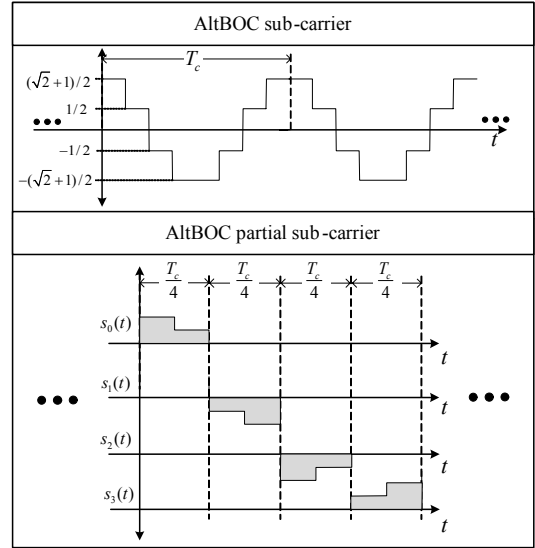 AltBOC sub-carrier
T_c
(√2+1)/2
1/2
−1/2
−(√2+1)/2
t
AltBOC partial sub-carrier
T_c/4 T_c/4 T_c/4 T_c/4
s_0(t)
t
s_1(t)
t
s_2(t)
t
s_3(t)
t